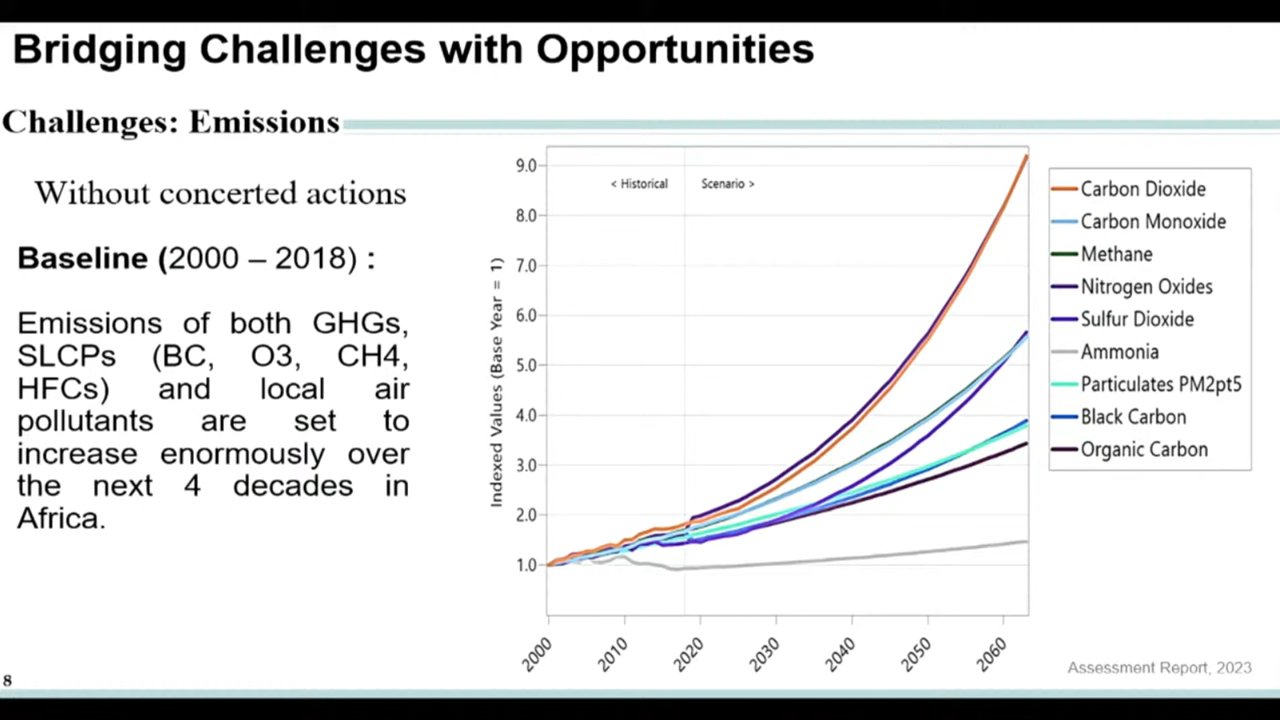 Bridging Challenges with Opportunities
Challenges: Emissions
Without concerted actions
Baseline (2000 – 2018) :
Emissions of both GHGs,
SLCPs (BC, O3, CH4,
HFCs) and local air
pollutants are set to
increase enormously over
the next 4 decades in
Africa.
Indexed Values (Base Year = 1)
9.0
8.0
7.0
6.0
5.0
4.0
3.0
2.0
1.0
< Historical
Scenario >
2000
2010
2020
2030
2040
2050
2060
Carbon Dioxide
Carbon Monoxide
Methane
Nitrogen Oxides
Sulfur Dioxide
Ammonia
Particulates PM2pt5
Black Carbon
Organic Carbon
Assessment Report, 2023
8